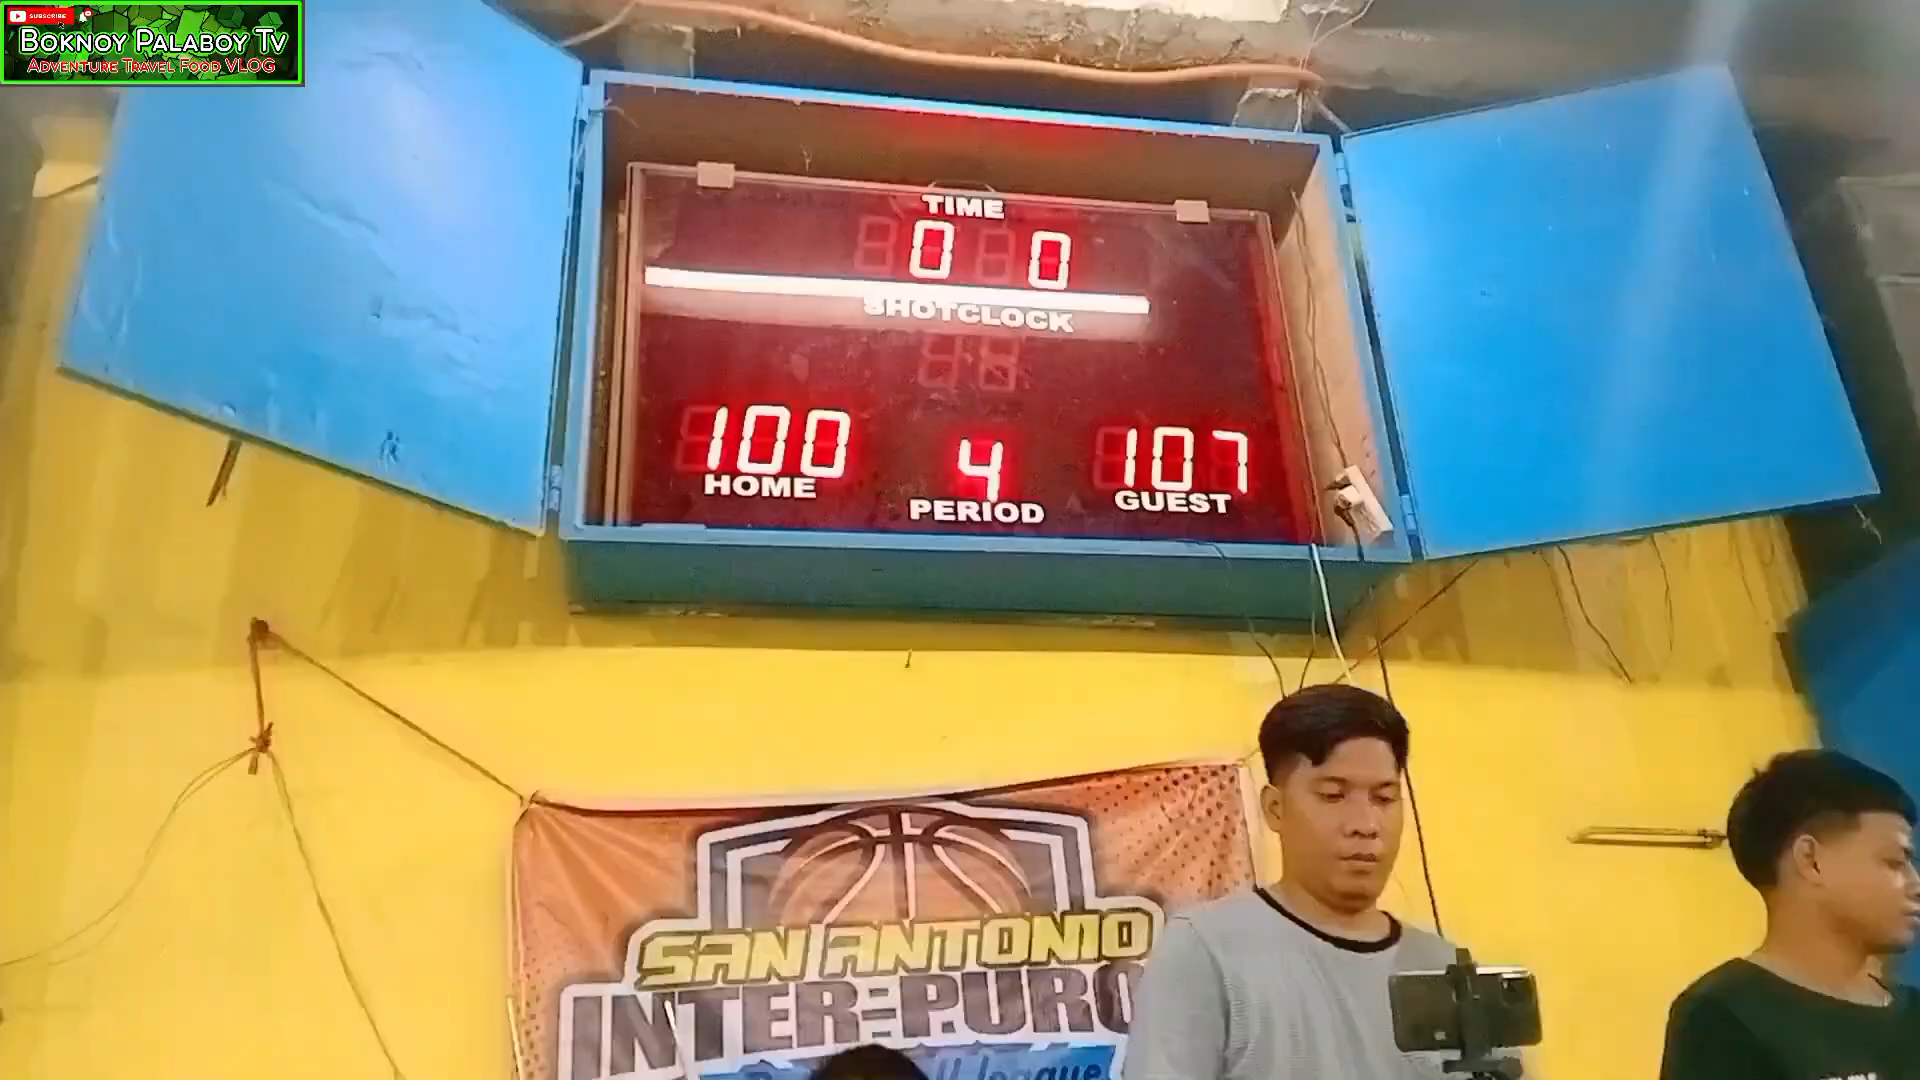 SUBSCRIBE
BOKNOY PALABOY TV
ADVENTURE TRAVEL FOOD VLOG
TIME
0 0
SHOTCLOCK
100 4 107
HOME PERIOD GUEST
SAN ANTONIO
INTER-PURO
league